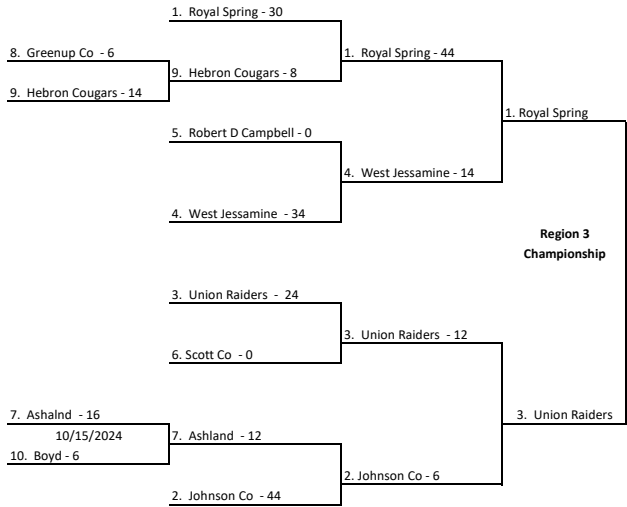 1. Royal Spring - 30
8. Greenup Co - 6
1. Royal Spring - 44
9. Hebron Cougars - 8
9. Hebron Cougars - 14
1. Royal Spring
5. Robert D Campbell - 0
4. West Jessamine - 14
4. West Jessamine - 34
Region 3
Championship
3. Union Raiders - 24
3. Union Raiders - 12
6. Scott Co - 0
7. Ashalnd - 16
3. Union Raiders
10/15/2024
7. Ashland - 12
10. Boyd - 6
2. Johnson Co - 6
2. Johnson Co - 44